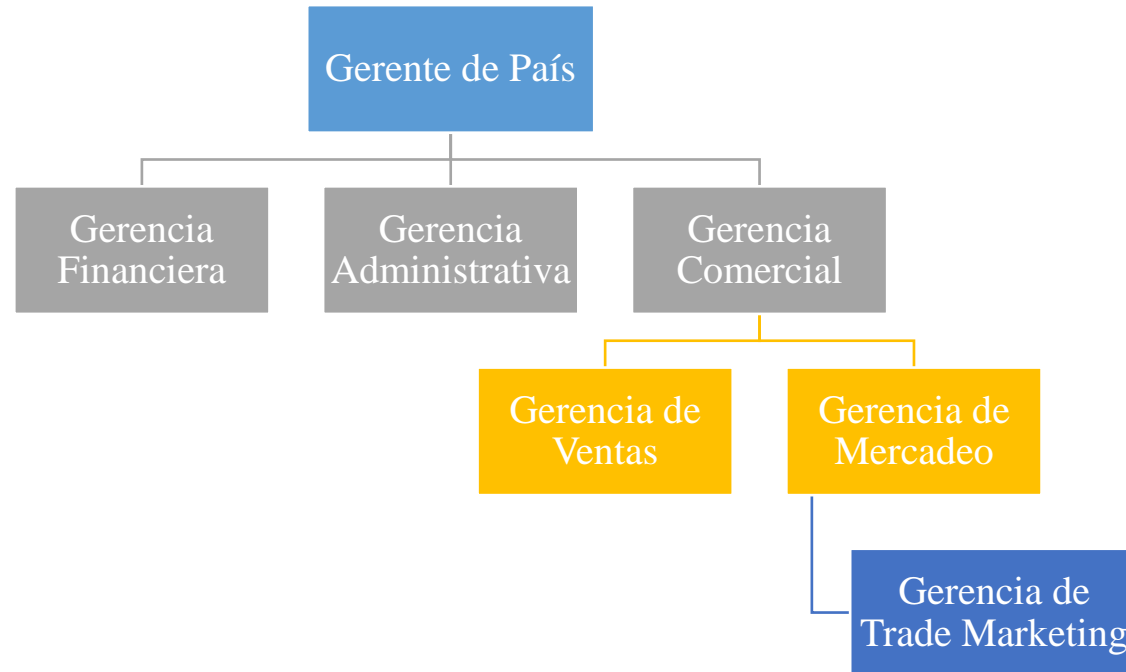 Gerente de País
Gerencia
Financiera
Gerencia
Administrativa
Gerencia
Comercial
Gerencia de
Ventas
Gerencia de
Mercadeo
Gerencia de
Trade Marketing